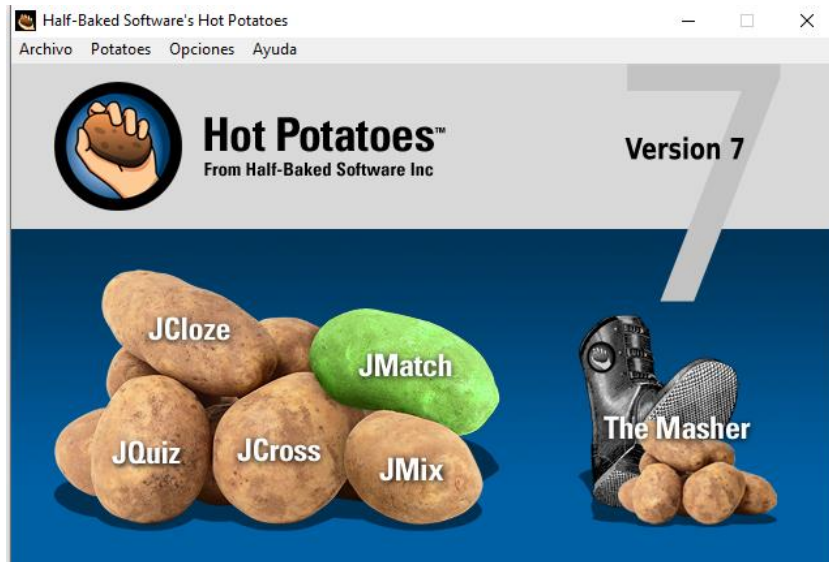 Half-Baked Software's Hot Potatoes
Archivo Potatoes Opciones Ayuda
Hot Potatoes™
From Half-Baked Software Inc
7
Version 7
JCloze
JMatch
JQuiz
JCross
JMix
The Masher